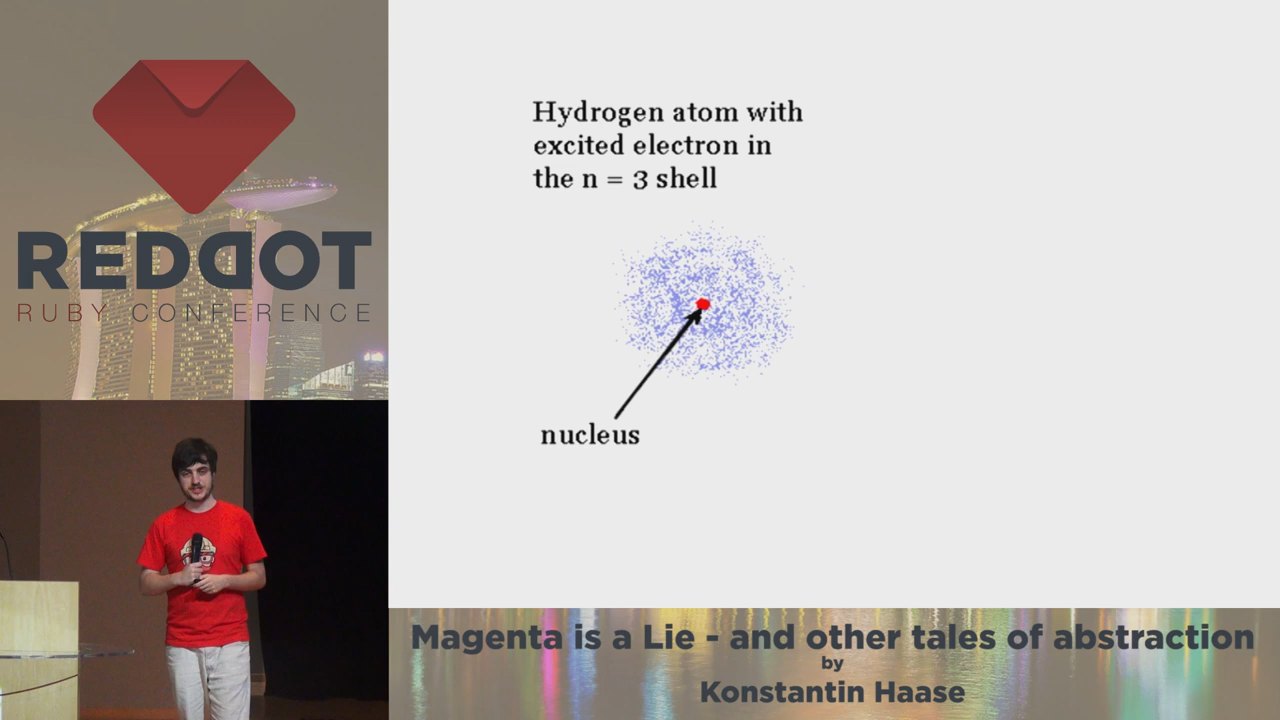 REDDOT
RUBY CONFERENCE
Hydrogen atom with
excited electron in
the n = 3 shell
nucleus
Magenta is a Lie - and other tales of abstraction
by
Konstantin Haase